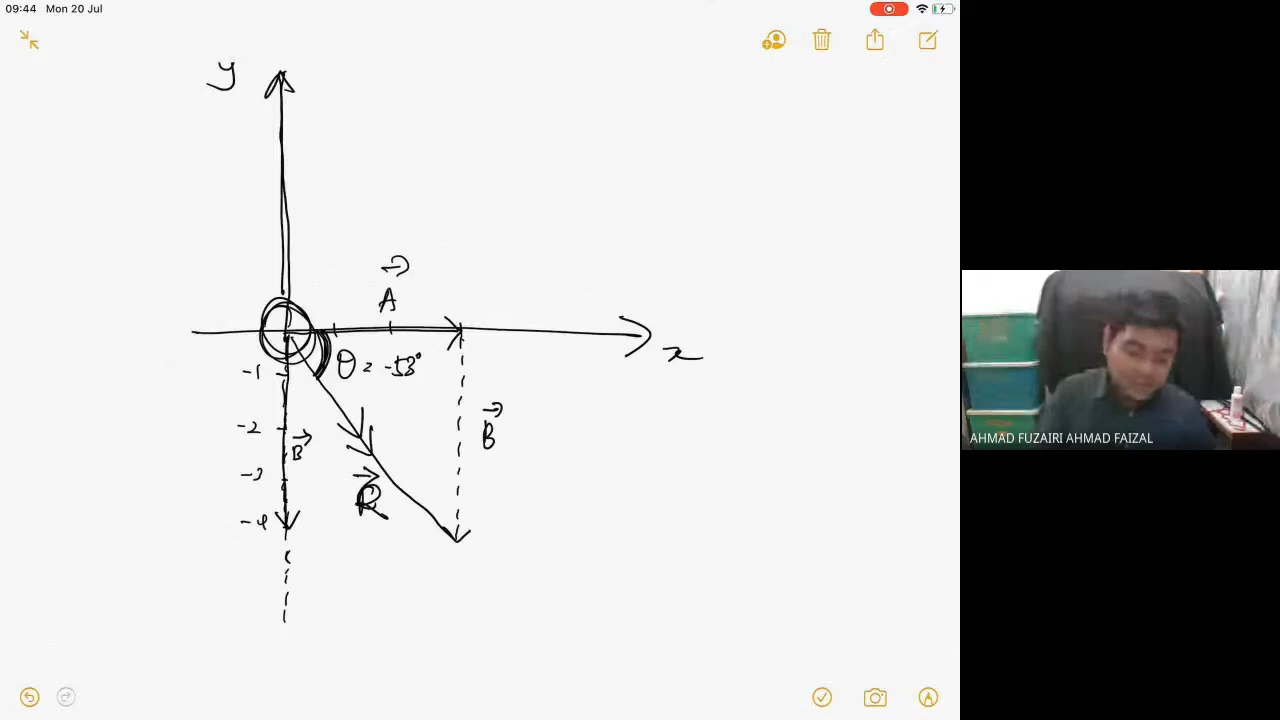 09:44 Mon 20 Jul
y
A
x
θ = -53°
-1
-2
B
B
-3
R
-4
AHMAD FUZAIRI AHMAD FAIZAL